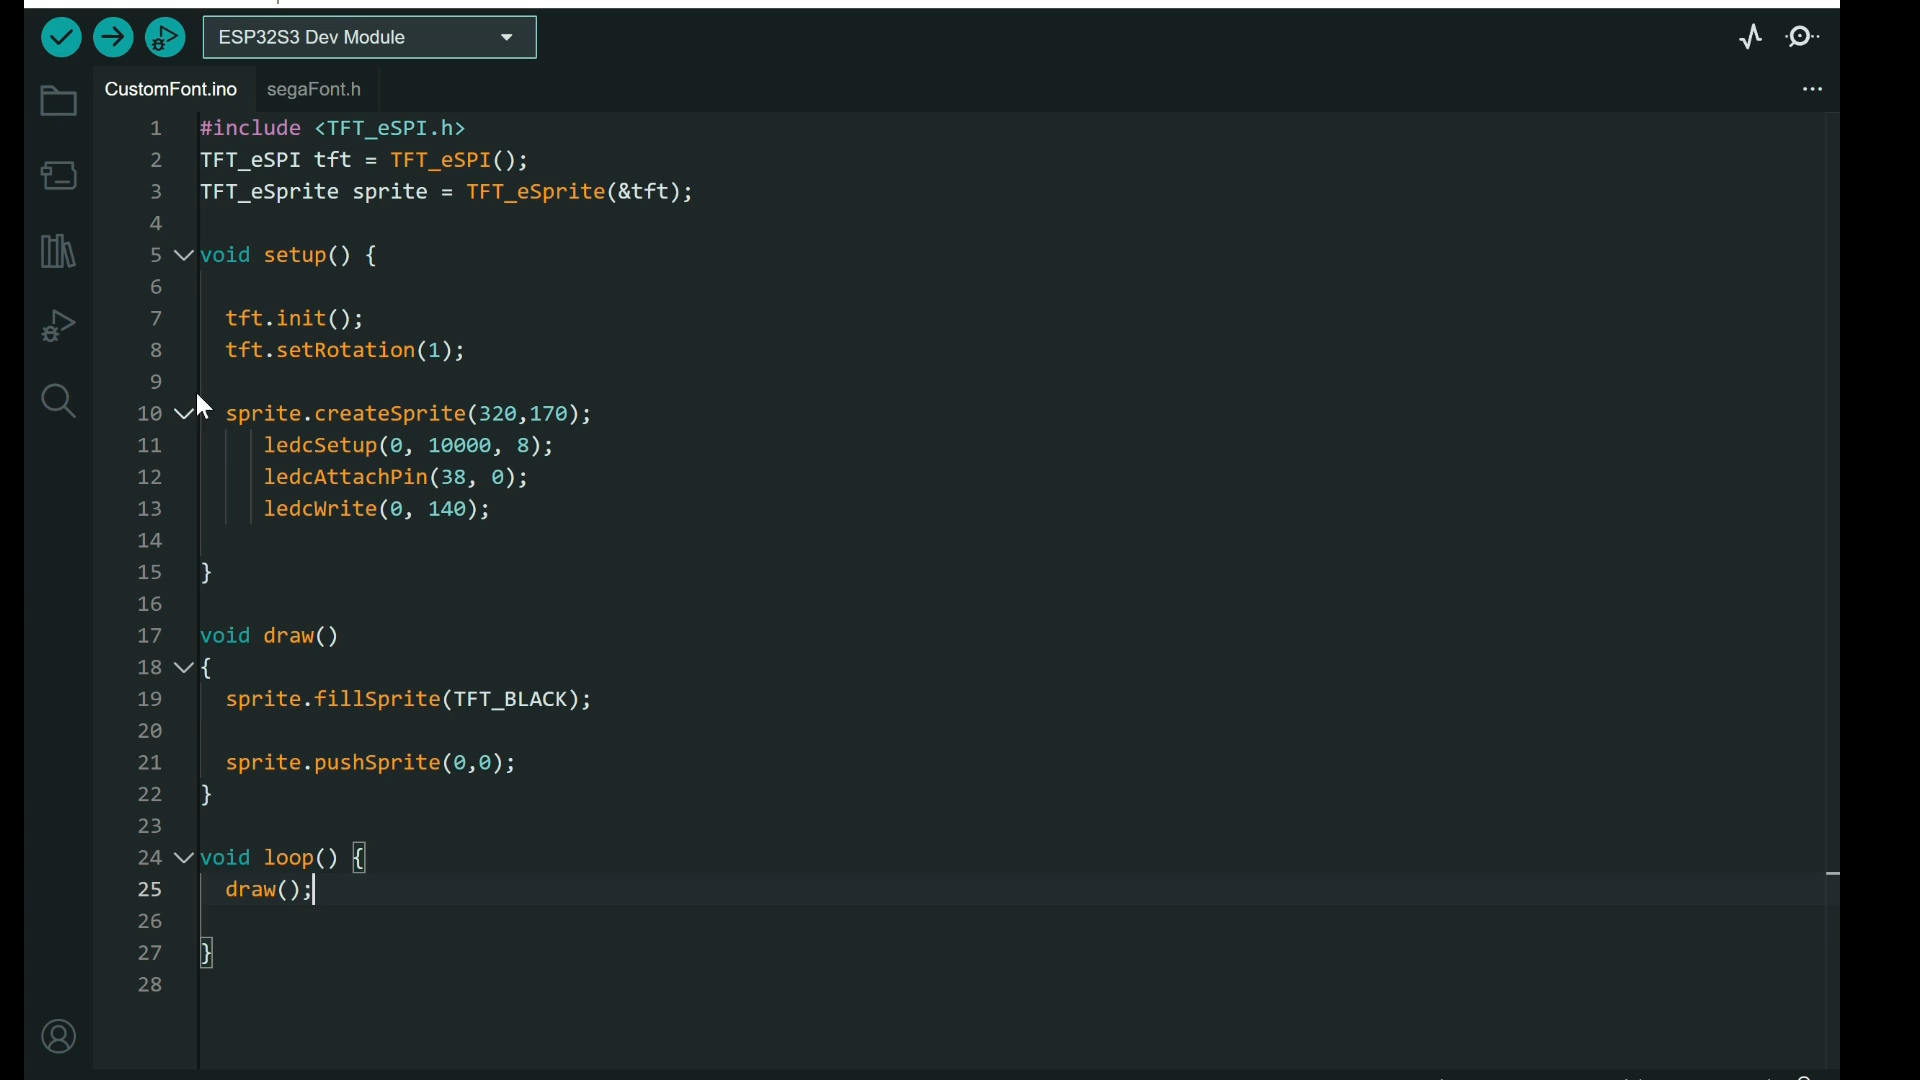 ESP32S3 Dev Module
CustomFont.ino segaFont.h
1 #include <TFT_eSPI.h>
2 TFT_eSPI tft = TFT_eSPI();
3 TFT_eSprite sprite = TFT_eSprite(&tft);
4
5 void setup() {
6
7 tft.init();
8 tft.setRotation(1);
9
10 sprite.createSprite(320,170);
11 ledcSetup(0, 10000, 8);
12 ledcAttachPin(38, 0);
13 ledcWrite(0, 140);
14
15 }
16
17 void draw()
18 {
19 sprite.fillSprite(TFT_BLACK);
20
21 sprite.pushSprite(0,0);
22 }
23
24 void loop() {
25 draw();
26
27 }
28